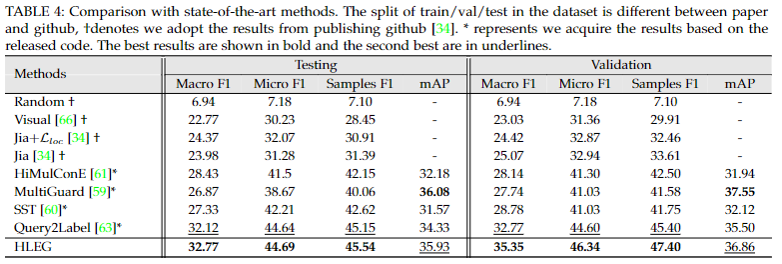 TABLE 4: Comparison with state-of-the-art methods. The split of train/val/test in the dataset is different between paper
and github, †denotes we adopt the results from publishing github [34]. * represents we acquire the results based on the
released code. The best results are shown in bold and the second best are in underlines.
Methods Testing Validation
Macro F1 Micro F1 Samples F1 mAP Macro F1 Micro F1 Samples F1 mAP
Random † 6.94 7.18 7.10 - 6.94 7.18 7.10 -
Visual [66] † 22.77 30.23 28.45 - 23.03 31.36 29.91 -
Jia+ℒloc [34] † 24.37 32.07 30.91 - 24.42 32.87 32.46 -
Jia [34] † 23.98 31.28 31.39 - 25.07 32.94 33.61 -
HiMulConE [61]* 28.43 41.5 42.15 32.18 28.14 41.30 42.50 31.94
MultiGuard [59]* 26.87 38.67 40.06 36.08 27.74 41.03 41.58 37.55
SST [60]* 27.33 42.21 42.62 31.57 28.78 41.03 41.75 32.12
Query2Label [63]* 32.12 44.64 45.15 34.33 32.77 44.60 45.40 35.50
HLEG 32.77 44.69 45.54 35.93 35.35 46.34 47.40 36.86